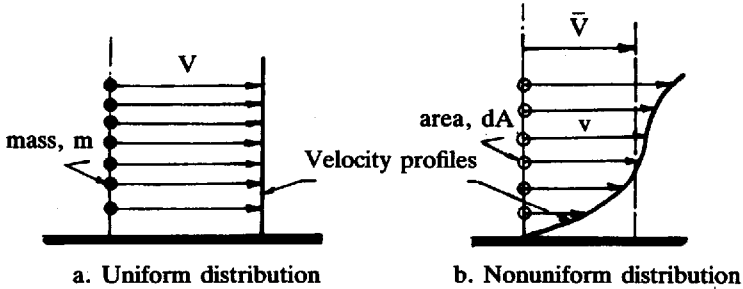 V
mass, m
Velocity profiles
a. Uniform distribution
V̄
area, dA
v
b. Nonuniform distribution